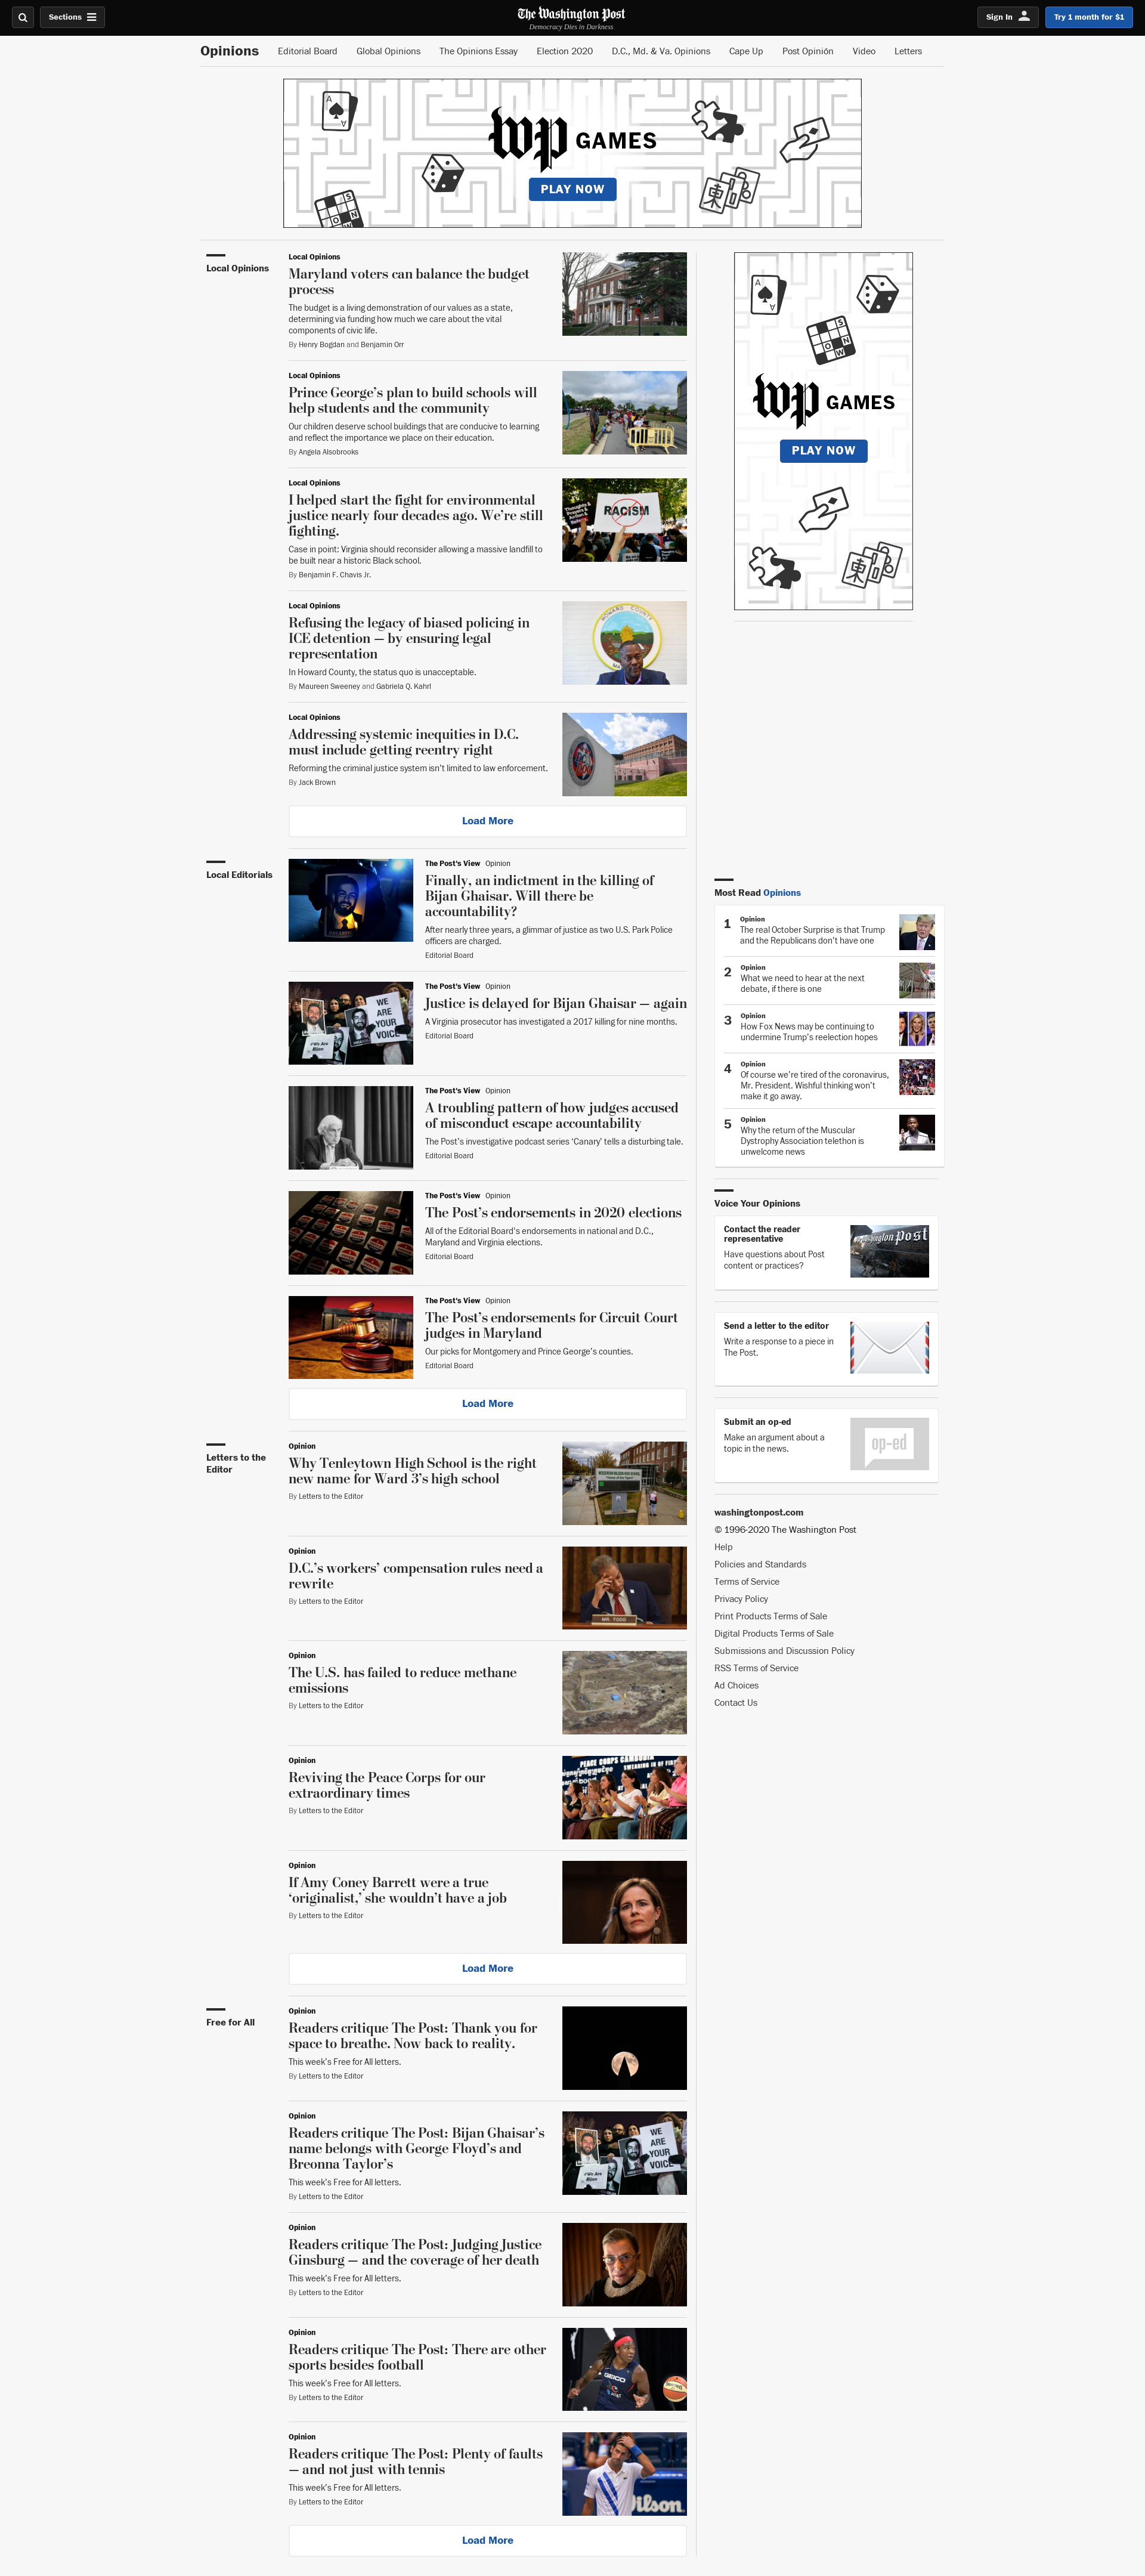 Sections
The Washington Post
Democracy Dies in Darkness
Sign In
Try 1 month for $1
Opinions
Editorial Board
Global Opinions
The Opinions Essay
Election 2020
D.C., Md. & Va. Opinions
Cape Up
Post Opinión
Video
Letters
wp GAMES
PLAY NOW
Local Opinions
Local Opinions
Maryland voters can balance the budget
process
The budget is a living demonstration of our values as a state,
determining via funding how much we care about the vital
components of civic life.
By Henry Bogdan and Benjamin Orr
Local Opinions
Prince George’s plan to build schools will
help students and the community
Our children deserve school buildings that are conducive to learning
and reflect the importance we place on their education.
By Angela Alsobrooks
Local Opinions
I helped start the fight for environmental
justice nearly four decades ago. We’re still
fighting.
Case in point: Virginia should reconsider allowing a massive landfill to
be built near a historic Black school.
By Benjamin F. Chavis Jr.
RACISM
Local Opinions
Refusing the legacy of biased policing in
ICE detention — by ensuring legal
representation
In Howard County, the status quo is unacceptable.
By Maureen Sweeney and Gabriela Q. Kahrl
Local Opinions
Addressing systemic inequities in D.C.
must include getting reentry right
Reforming the criminal justice system isn’t limited to law enforcement.
By Jack Brown
Load More
wp GAMES
PLAY NOW
Local Editorials
The Post's View Opinion
Finally, an indictment in the killing of
Bijan Ghaisar. Will there be
accountability?
After nearly three years, a glimmer of justice as two U.S. Park Police
officers are charged.
Editorial Board
The Post's View Opinion
Justice is delayed for Bijan Ghaisar — again
A Virginia prosecutor has investigated a 2017 killing for nine months.
Editorial Board
WE
ARE
YOUR
VOICE
The Post's View Opinion
A troubling pattern of how judges accused
of misconduct escape accountability
The Post’s investigative podcast series ‘Canary’ tells a disturbing tale.
Editorial Board
The Post's View Opinion
The Post’s endorsements in 2020 elections
All of the Editorial Board’s endorsements in national and D.C.,
Maryland and Virginia elections.
Editorial Board
The Post's View Opinion
The Post’s endorsements for Circuit Court
judges in Maryland
Our picks for Montgomery and Prince George’s counties.
Editorial Board
Load More
Letters to the
Editor
Opinion
Why Tenleytown High School is the right
new name for Ward 3’s high school
By Letters to the Editor
Opinion
D.C.’s workers’ compensation rules need a
rewrite
By Letters to the Editor
MR. TODD
Opinion
The U.S. has failed to reduce methane
emissions
By Letters to the Editor
Opinion
Reviving the Peace Corps for our
extraordinary times
By Letters to the Editor
Opinion
If Amy Coney Barrett were a true
‘originalist,’ she wouldn’t have a job
By Letters to the Editor
Load More
Free for All
Opinion
Readers critique The Post: Thank you for
space to breathe. Now back to reality.
This week’s Free for All letters.
By Letters to the Editor
Opinion
Readers critique The Post: Bijan Ghaisar’s
name belongs with George Floyd’s and
Breonna Taylor’s
This week’s Free for All letters.
By Letters to the Editor
WE
ARE
YOUR
VOICE
Opinion
Readers critique The Post: Judging Justice
Ginsburg — and the coverage of her death
This week’s Free for All letters.
By Letters to the Editor
Opinion
Readers critique The Post: There are other
sports besides football
This week’s Free for All letters.
By Letters to the Editor
GEICO
Opinion
Readers critique The Post: Plenty of faults
— and not just with tennis
This week’s Free for All letters.
By Letters to the Editor
Wilson
Load More
Most Read Opinions
1
Opinion
The real October Surprise is that Trump
and the Republicans don’t have one
2
Opinion
What we need to hear at the next
debate, if there is one
3
Opinion
How Fox News may be continuing to
undermine Trump’s reelection hopes
4
Opinion
Of course we’re tired of the coronavirus,
Mr. President. Wishful thinking won’t
make it go away.
5
Opinion
Why the return of the Muscular
Dystrophy Association telethon is
unwelcome news
Voice Your Opinions
Contact the reader
representative
Have questions about Post
content or practices?
Send a letter to the editor
Write a response to a piece in
The Post.
Submit an op-ed
Make an argument about a
topic in the news.
op-ed
washingtonpost.com
© 1996-2020 The Washington Post
Help
Policies and Standards
Terms of Service
Privacy Policy
Print Products Terms of Sale
Digital Products Terms of Sale
Submissions and Discussion Policy
RSS Terms of Service
Ad Choices
Contact Us